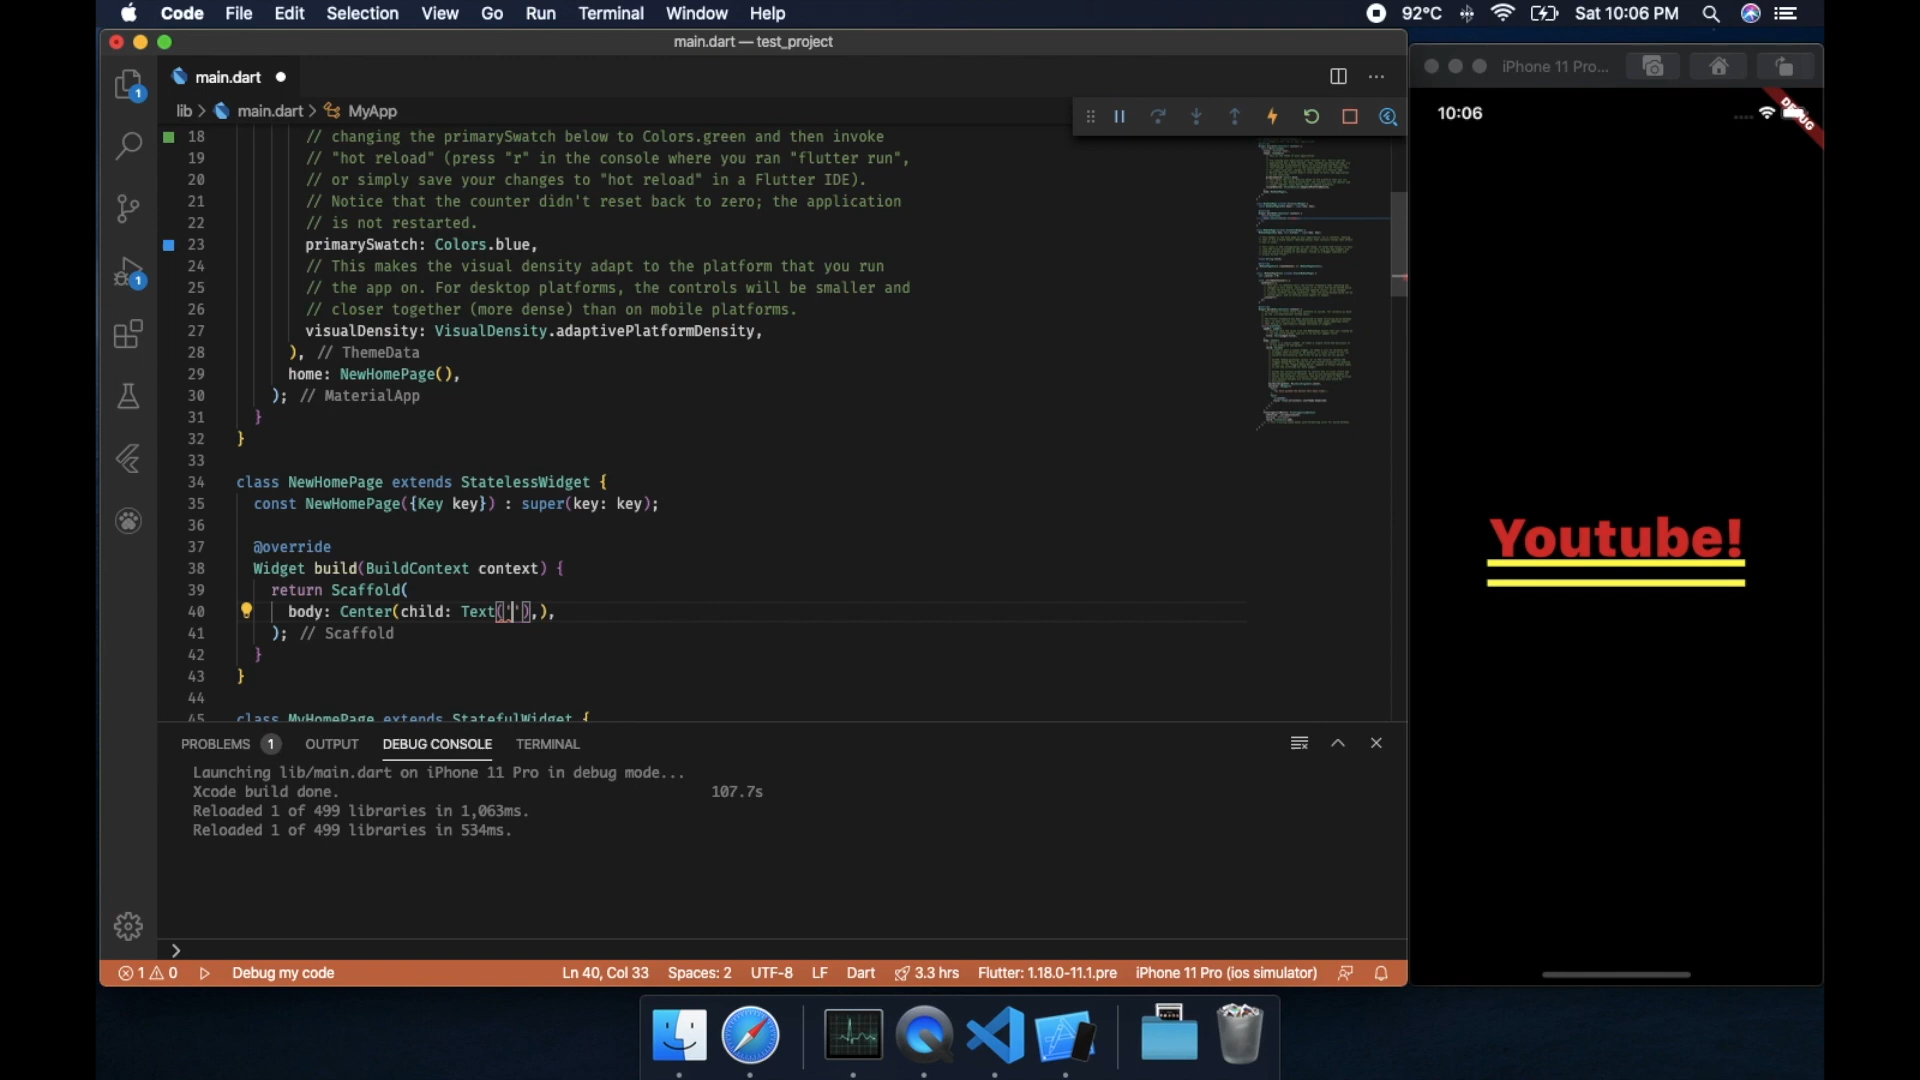 Code File Edit Selection View Go Run Terminal Window Help 92°C Sat 10:06 PM
main.dart — test_project
iPhone 11 Pro...
main.dart
lib > main.dart > MyApp
10:06
DEBUG
18 // changing the primarySwatch below to Colors.green and then invoke
19 // "hot reload" (press "r" in the console where you ran "flutter run",
20 // or simply save your changes to "hot reload" in a Flutter IDE).
21 // Notice that the counter didn't reset back to zero; the application
22 // is not restarted.
23 primarySwatch: Colors.blue,
24 // This makes the visual density adapt to the platform that you run
25 // the app on. For desktop platforms, the controls will be smaller and
26 // closer together (more dense) than on mobile platforms.
27 visualDensity: VisualDensity.adaptivePlatformDensity,
28 ), // ThemeData
29 home: NewHomePage(),
30 ); // MaterialApp
31 }
32 }
33
34 class NewHomePage extends StatelessWidget {
35 const NewHomePage({Key key}) : super(key: key);
36
37 @override
38 Widget build(BuildContext context) {
39 return Scaffold(
40 body: Center(child: Text(''),),
41 ); // Scaffold
42 }
43 }
44
45 class MyHomePage extends StatefulWidget {
Youtube!
PROBLEMS 1 OUTPUT DEBUG CONSOLE TERMINAL
Launching lib/main.dart on iPhone 11 Pro in debug mode...
Xcode build done. 107.7s
Reloaded 1 of 499 libraries in 1,063ms.
Reloaded 1 of 499 libraries in 534ms.
1 0 Debug my code Ln 40, Col 33 Spaces: 2 UTF-8 LF Dart 3.3 hrs Flutter: 1.18.0-11.1.pre iPhone 11 Pro (ios simulator)